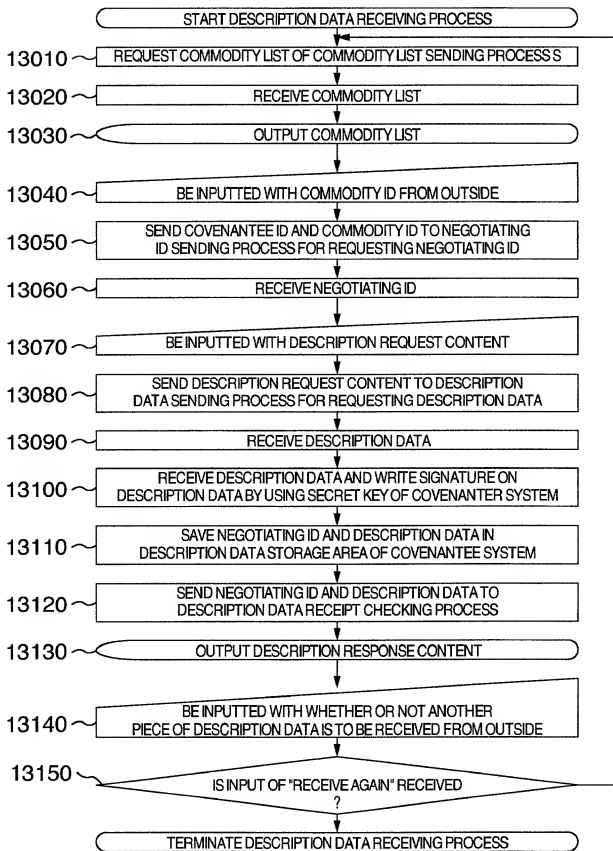 START DESCRIPTION DATA RECEIVING PROCESS
13010
REQUEST COMMODITY LIST OF COMMODITY LIST SENDING PROCESS S
13020
RECEIVE COMMODITY LIST
13030
OUTPUT COMMODITY LIST
13040
BE INPUTTED WITH COMMODITY ID FROM OUTSIDE
13050
SEND COVENANTEE ID AND COMMODITY ID TO NEGOTIATING
ID SENDING PROCESS FOR REQUESTING NEGOTIATING ID
13060
RECEIVE NEGOTIATING ID
13070
BE INPUTTED WITH DESCRIPTION REQUEST CONTENT
13080
SEND DESCRIPTION REQUEST CONTENT TO DESCRIPTION
DATA SENDING PROCESS FOR REQUESTING DESCRIPTION DATA
13090
RECEIVE DESCRIPTION DATA
13100
RECEIVE DESCRIPTION DATA AND WRITE SIGNATURE ON
DESCRIPTION DATA BY USING SECRET KEY OF COVENANTER SYSTEM
13110
SAVE NEGOTIATING ID AND DESCRIPTION DATA IN
DESCRIPTION DATA STORAGE AREA OF COVENANTEE SYSTEM
13120
SEND NEGOTIATING ID AND DESCRIPTION DATA TO
DESCRIPTION DATA RECEIPT CHECKING PROCESS
13130
OUTPUT DESCRIPTION RESPONSE CONTENT
13140
BE INPUTTED WITH WHETHER OR NOT ANOTHER
PIECE OF DESCRIPTION DATA IS TO BE RECEIVED FROM OUTSIDE
13150
IS INPUT OF "RECEIVE AGAIN" RECEIVED
?
TERMINATE DESCRIPTION DATA RECEIVING PROCESS